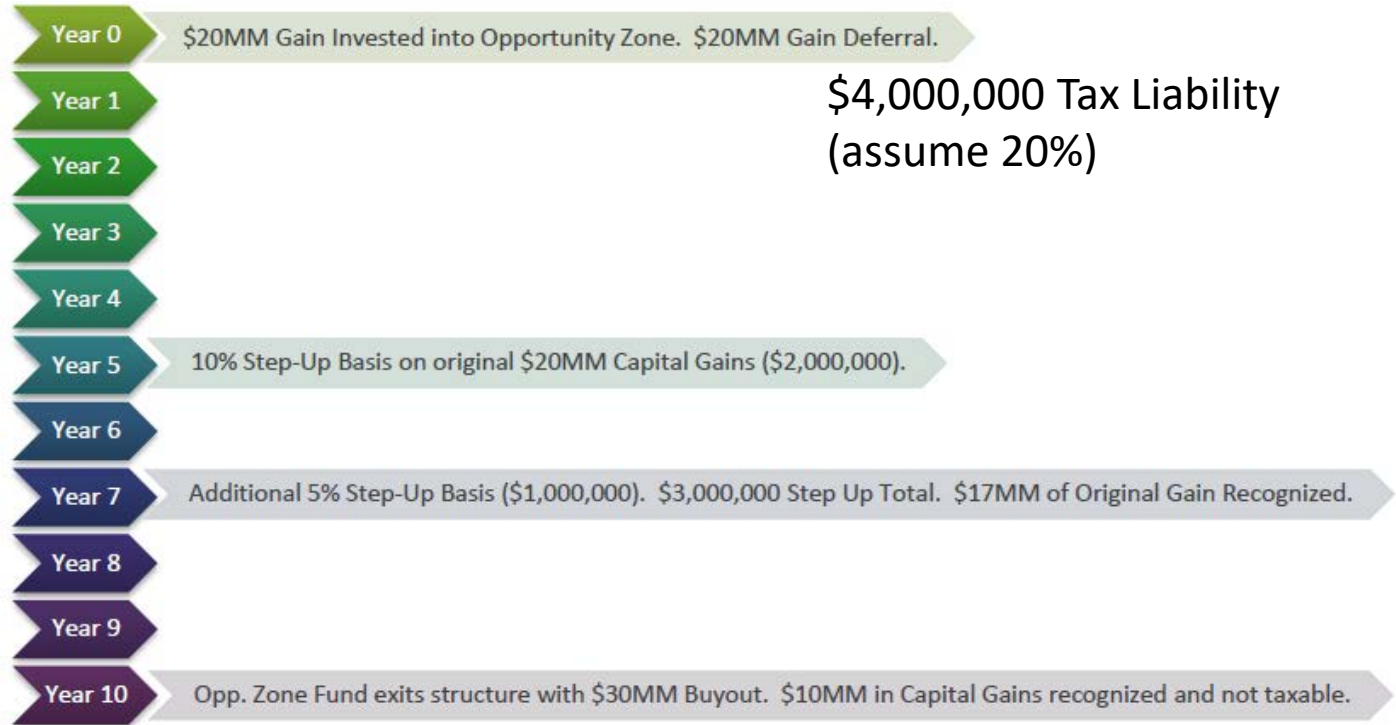 Year 0
$20MM Gain Invested into Opportunity Zone. $20MM Gain Deferral.
$4,000,000 Tax Liability
(assume 20%)
Year 1
Year 2
Year 3
Year 4
Year 5
10% Step-Up Basis on original $20MM Capital Gains ($2,000,000).
Year 6
Year 7
Additional 5% Step-Up Basis ($1,000,000). $3,000,000 Step Up Total. $17MM of Original Gain Recognized.
Year 8
Year 9
Year 10
Opp. Zone Fund exits structure with $30MM Buyout. $10MM in Capital Gains recognized and not taxable.